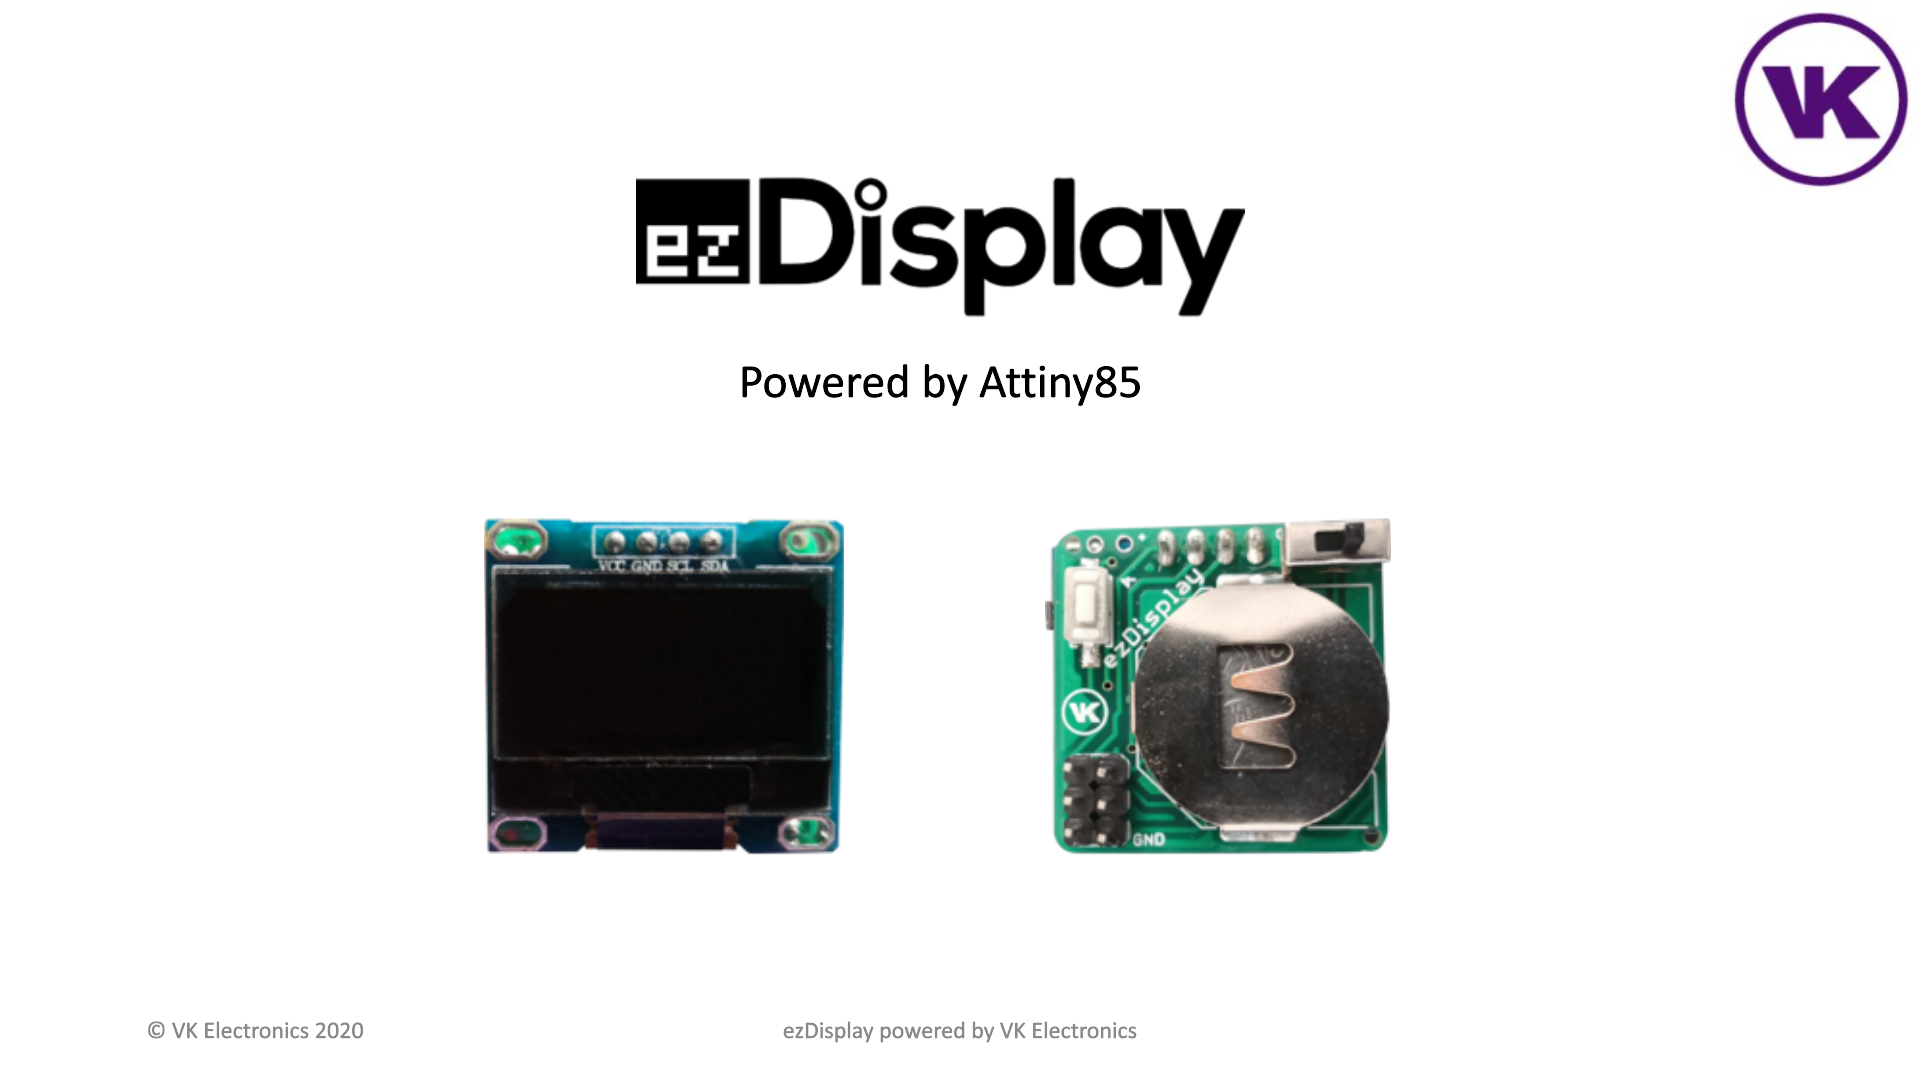 VK
ezDisplay
Powered by Attiny85
VCC GND SCL SDA
ezDisplay
VK
GND
© VK Electronics 2020
ezDisplay powered by VK Electronics